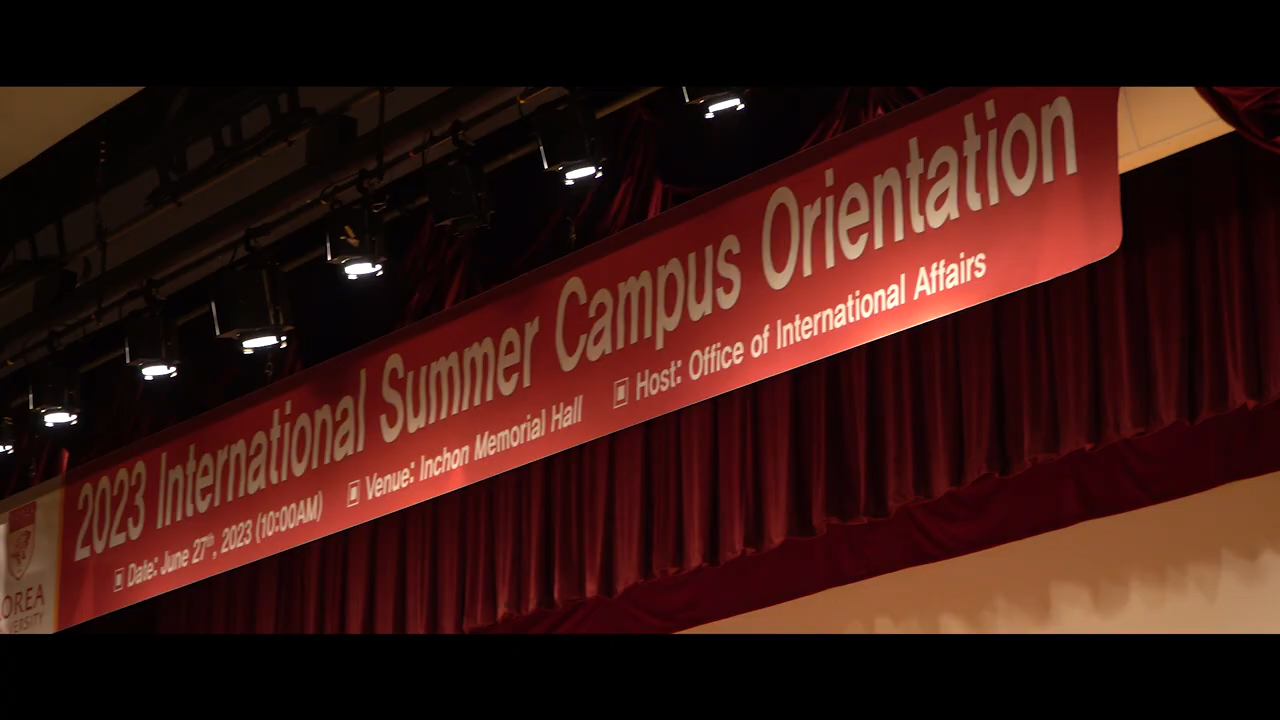 2023 International Summer Campus Orientation
▣ Date: June 27th, 2023 (10:00AM) ▣ Venue: Inchon Memorial Hall ▣ Host: Office of International Affairs